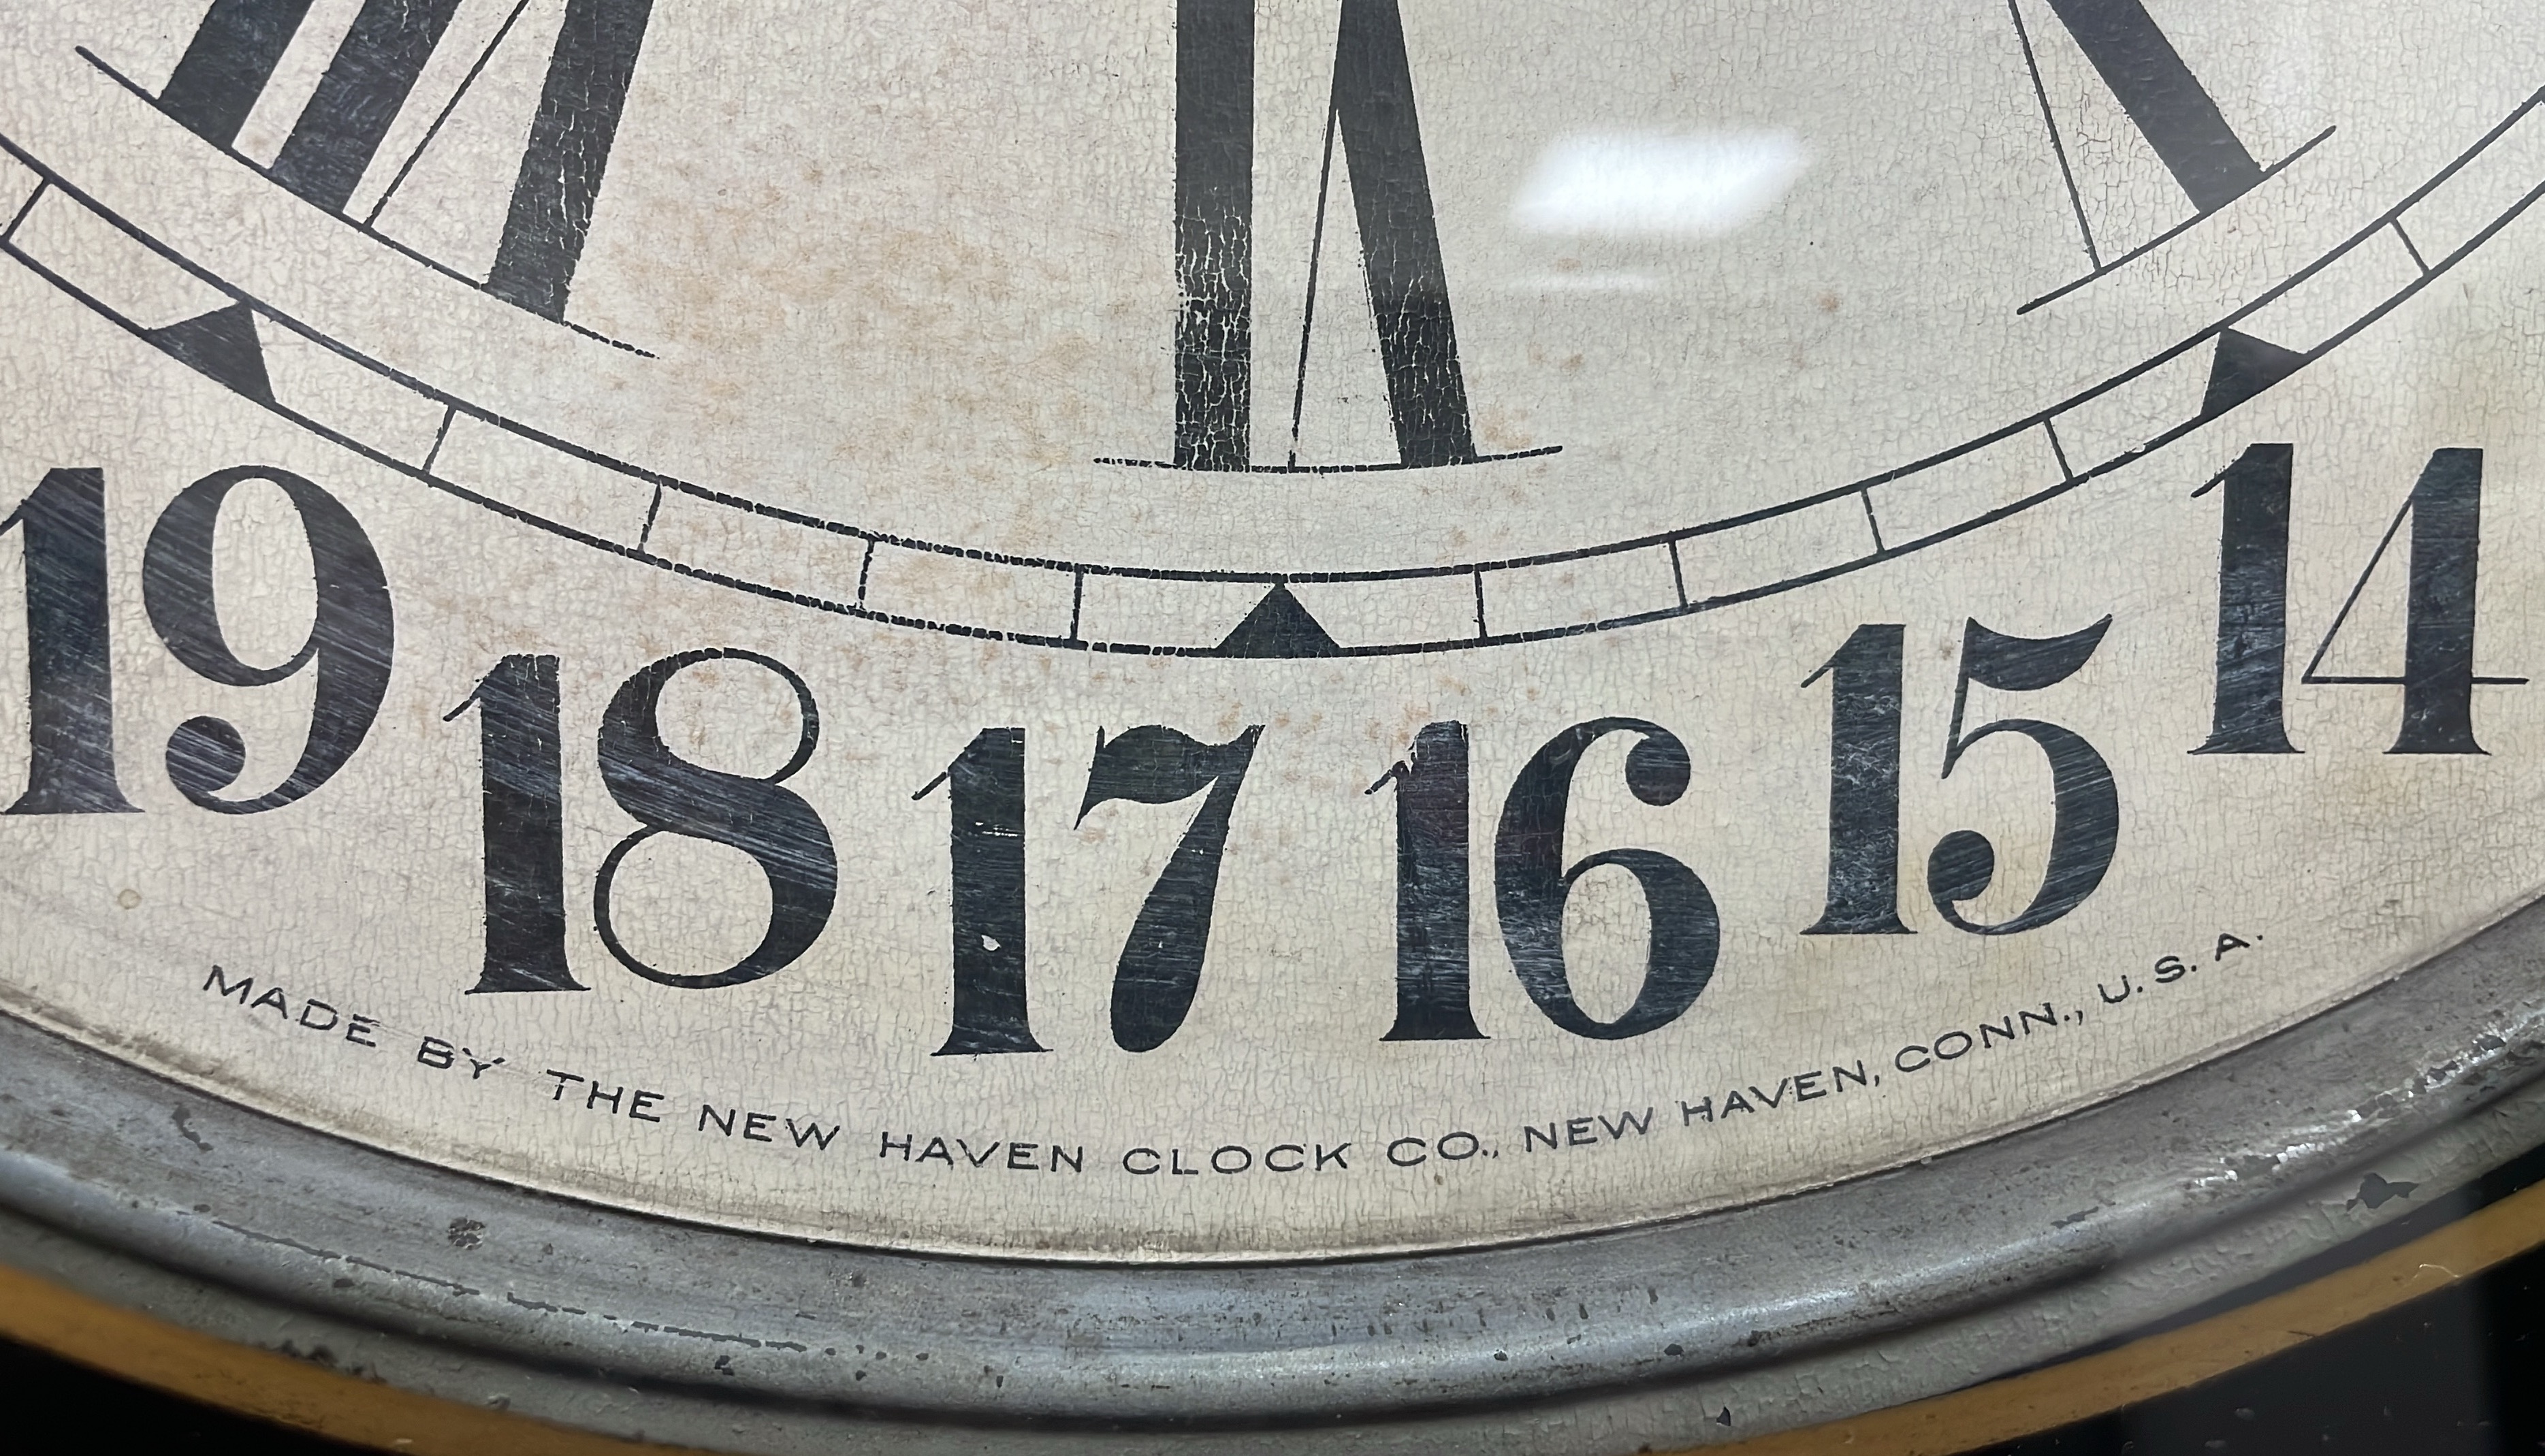 19 18 17 16 15 14
MADE BY THE NEW HAVEN CLOCK CO., NEW HAVEN, CONN., U.S.A.